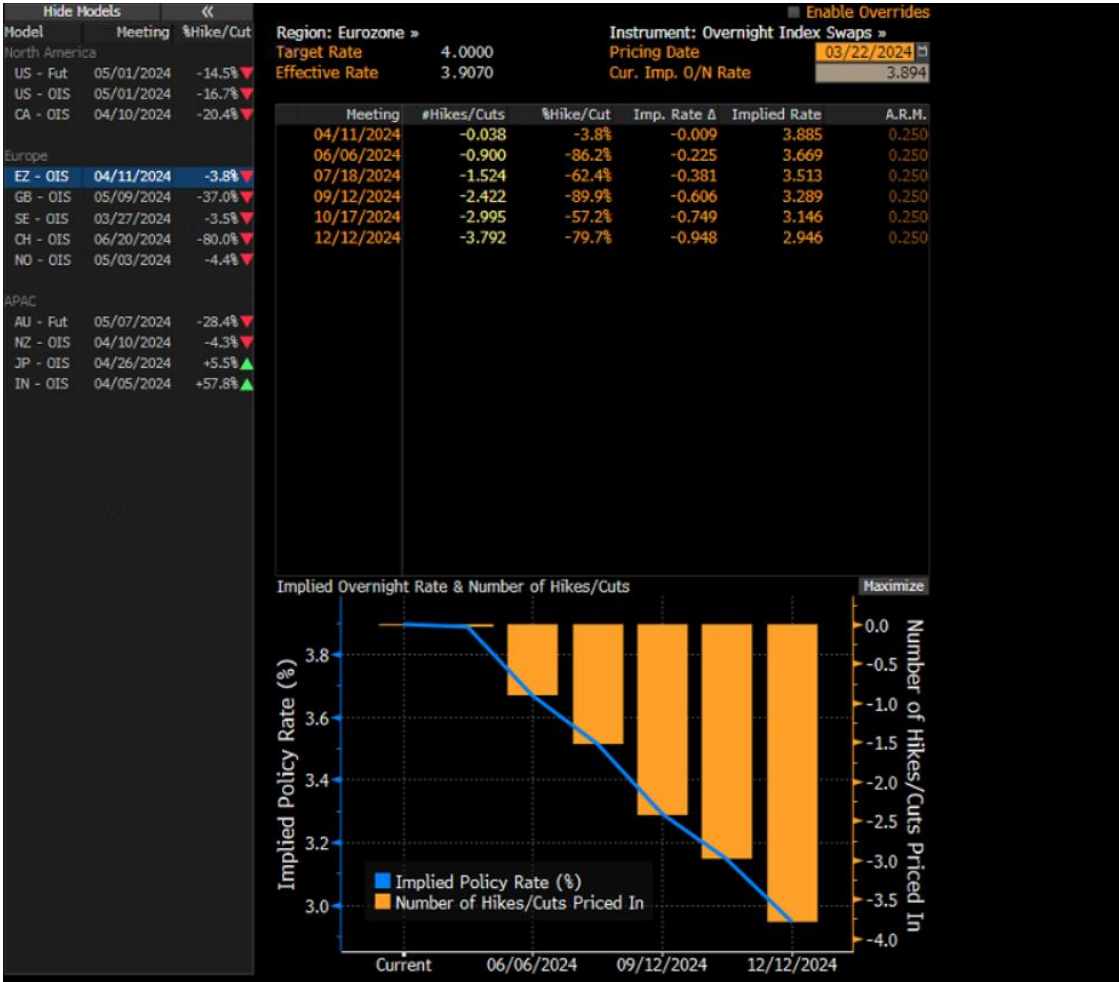 Hide Models «
Model Meeting %Hike/Cut
North America
US - Fut 05/01/2024 -14.5%
US - OIS 05/01/2024 -16.7%
CA - OIS 04/10/2024 -20.4%
Europe
EZ - OIS 04/11/2024 -3.8%
GB - OIS 05/09/2024 -37.0%
SE - OIS 03/27/2024 -3.5%
CH - OIS 06/20/2024 -80.0%
NO - OIS 05/03/2024 -4.4%
APAC
AU - Fut 05/07/2024 -28.4%
NZ - OIS 04/10/2024 -4.3%
JP - OIS 04/26/2024 +5.5%
IN - OIS 04/05/2024 +57.8%
Enable Overrides
Region: Eurozone » Instrument: Overnight Index Swaps »
Target Rate 4.0000 Pricing Date 03/22/2024
Effective Rate 3.9070 Cur. Imp. O/N Rate 3.894
Meeting #Hikes/Cuts %Hike/Cut Imp. Rate Δ Implied Rate A.R.M.
04/11/2024 -0.038 -3.8% -0.009 3.885 0.250
06/06/2024 -0.900 -86.2% -0.225 3.669 0.250
07/18/2024 -1.524 -62.4% -0.381 3.513 0.250
09/12/2024 -2.422 -89.9% -0.606 3.289 0.250
10/17/2024 -2.995 -57.2% -0.749 3.146 0.250
12/12/2024 -3.792 -79.7% -0.948 2.946 0.250
Implied Overnight Rate & Number of Hikes/Cuts Maximize
Implied Policy Rate (%)
3.8
3.6
3.4
3.2
3.0
Implied Policy Rate (%)
Number of Hikes/Cuts Priced In
0.0
-0.5
-1.0
-1.5
-2.0
-2.5
-3.0
-3.5
-4.0
Number of Hikes/Cuts Priced In
Current 06/06/2024 09/12/2024 12/12/2024